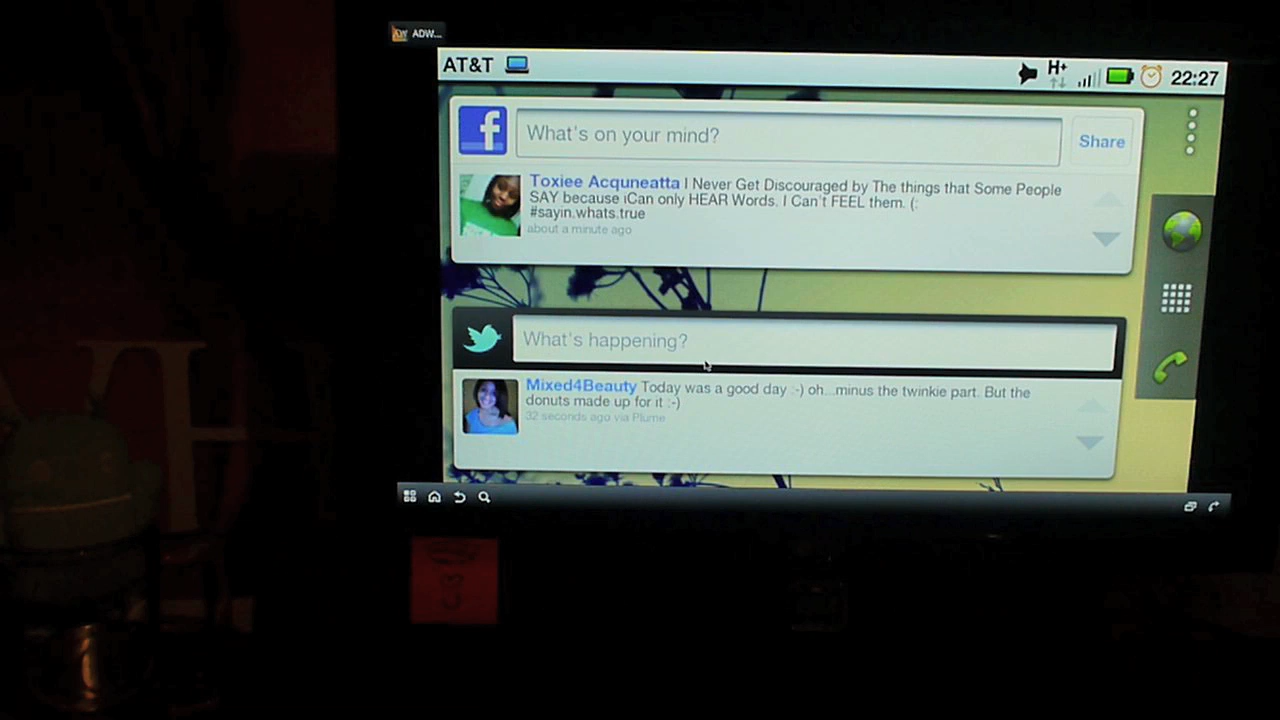 ADW...
AT&T
H+
22:27
f
What's on your mind?
Share
Toxiee Acquneatta I Never Get Discouraged by The things that Some People
SAY because iCan only HEAR Words. I Can't FEEL them. (:
#sayin.whats.true
about a minute ago
What's happening?
Mixed4Beauty Today was a good day :-) oh...minus the twinkie part. But the
donuts made up for it :-)
32 seconds ago via Plume